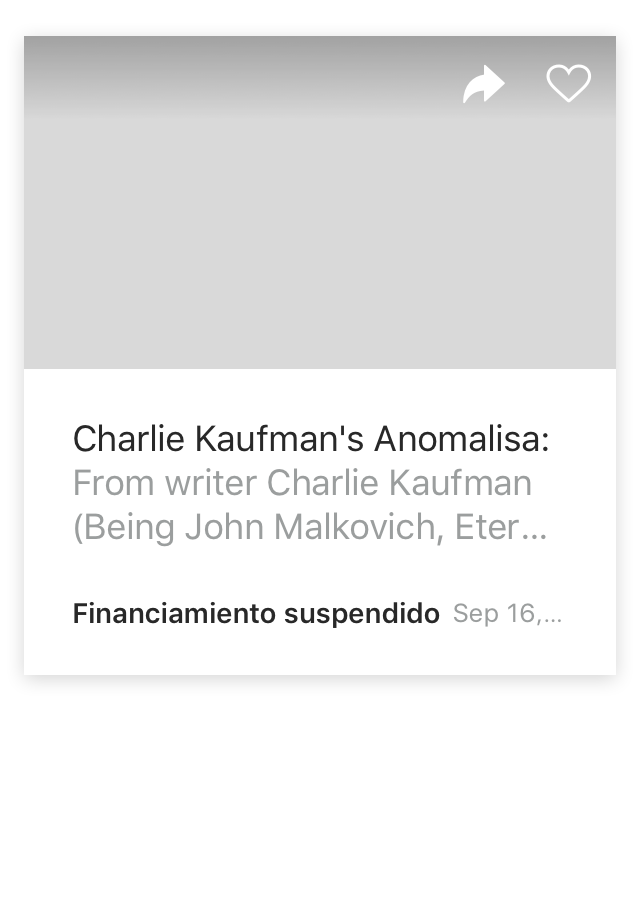 Charlie Kaufman's Anomalisa:
From writer Charlie Kaufman
(Being John Malkovich, Eter...
Financiamiento suspendido Sep 16,...